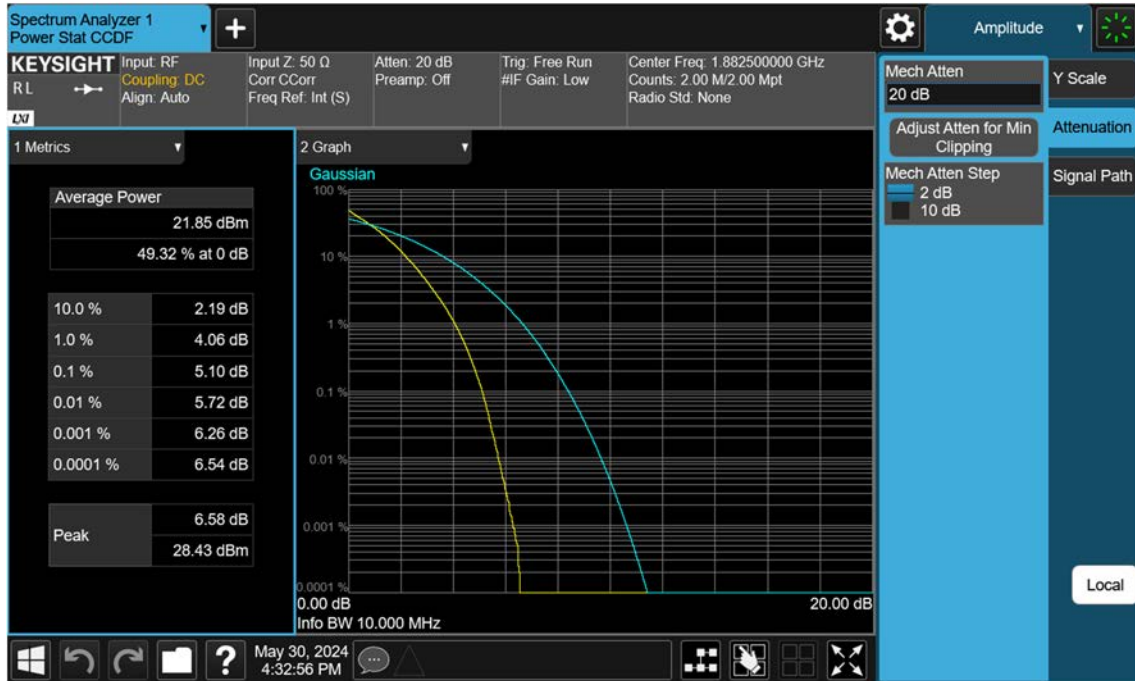 Spectrum Analyzer 1
Power Stat CCDF
Amplitude
KEYSIGHT
R L
LXI
Input: RF
Coupling: DC
Align: Auto
Input Z: 50 Ω
Corr CCorr
Freq Ref: Int (S)
Atten: 20 dB
Preamp: Off
Trig: Free Run
#IF Gain: Low
Center Freq: 1.882500000 GHz
Counts: 2.00 M/2.00 Mpt
Radio Std: None
Mech Atten
20 dB
Adjust Atten for Min
Clipping
Mech Atten Step
2 dB
10 dB
Y Scale
Attenuation
Signal Path
1 Metrics
Average Power
21.85 dBm
49.32 % at 0 dB
10.0 % 2.19 dB
1.0 % 4.06 dB
0.1 % 5.10 dB
0.01 % 5.72 dB
0.001 % 6.26 dB
0.0001 % 6.54 dB
Peak
6.58 dB
28.43 dBm
2 Graph
Gaussian
100 %
10 %
1 %
0.1 %
0.01 %
0.001 %
0.0001 %
0.00 dB 20.00 dB
Info BW 10.000 MHz
Local
?
May 30, 2024
4:32:56 PM